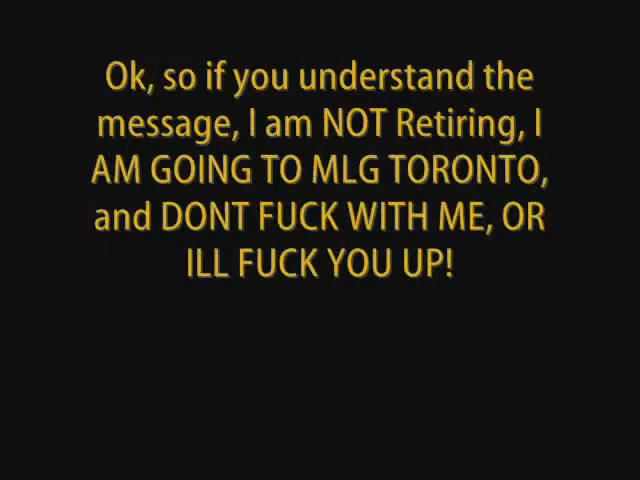 Ok, so if you understand the
message, I am NOT Retiring, I
AM GOING TO MLG TORONTO,
and DONT FUCK WITH ME, OR
ILL FUCK YOU UP!